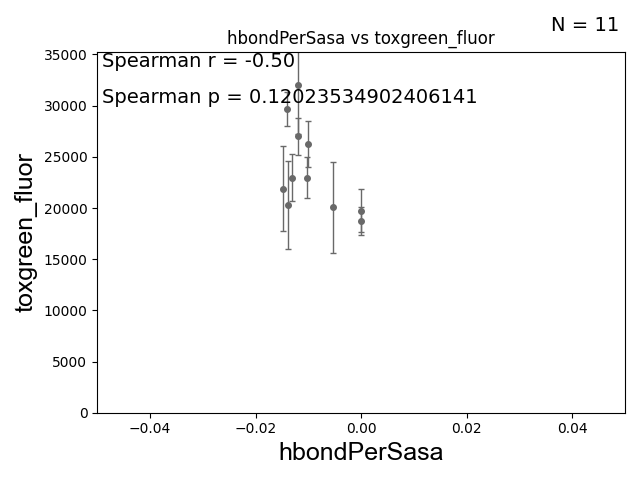 N = 11
hbondPerSasa vs toxgreen_fluor
Spearman r = -0.50
Spearman p = 0.12023534902406141
toxgreen_fluor
35000
30000
25000
20000
15000
10000
5000
0
−0.04 −0.02 0.00 0.02 0.04
hbondPerSasa